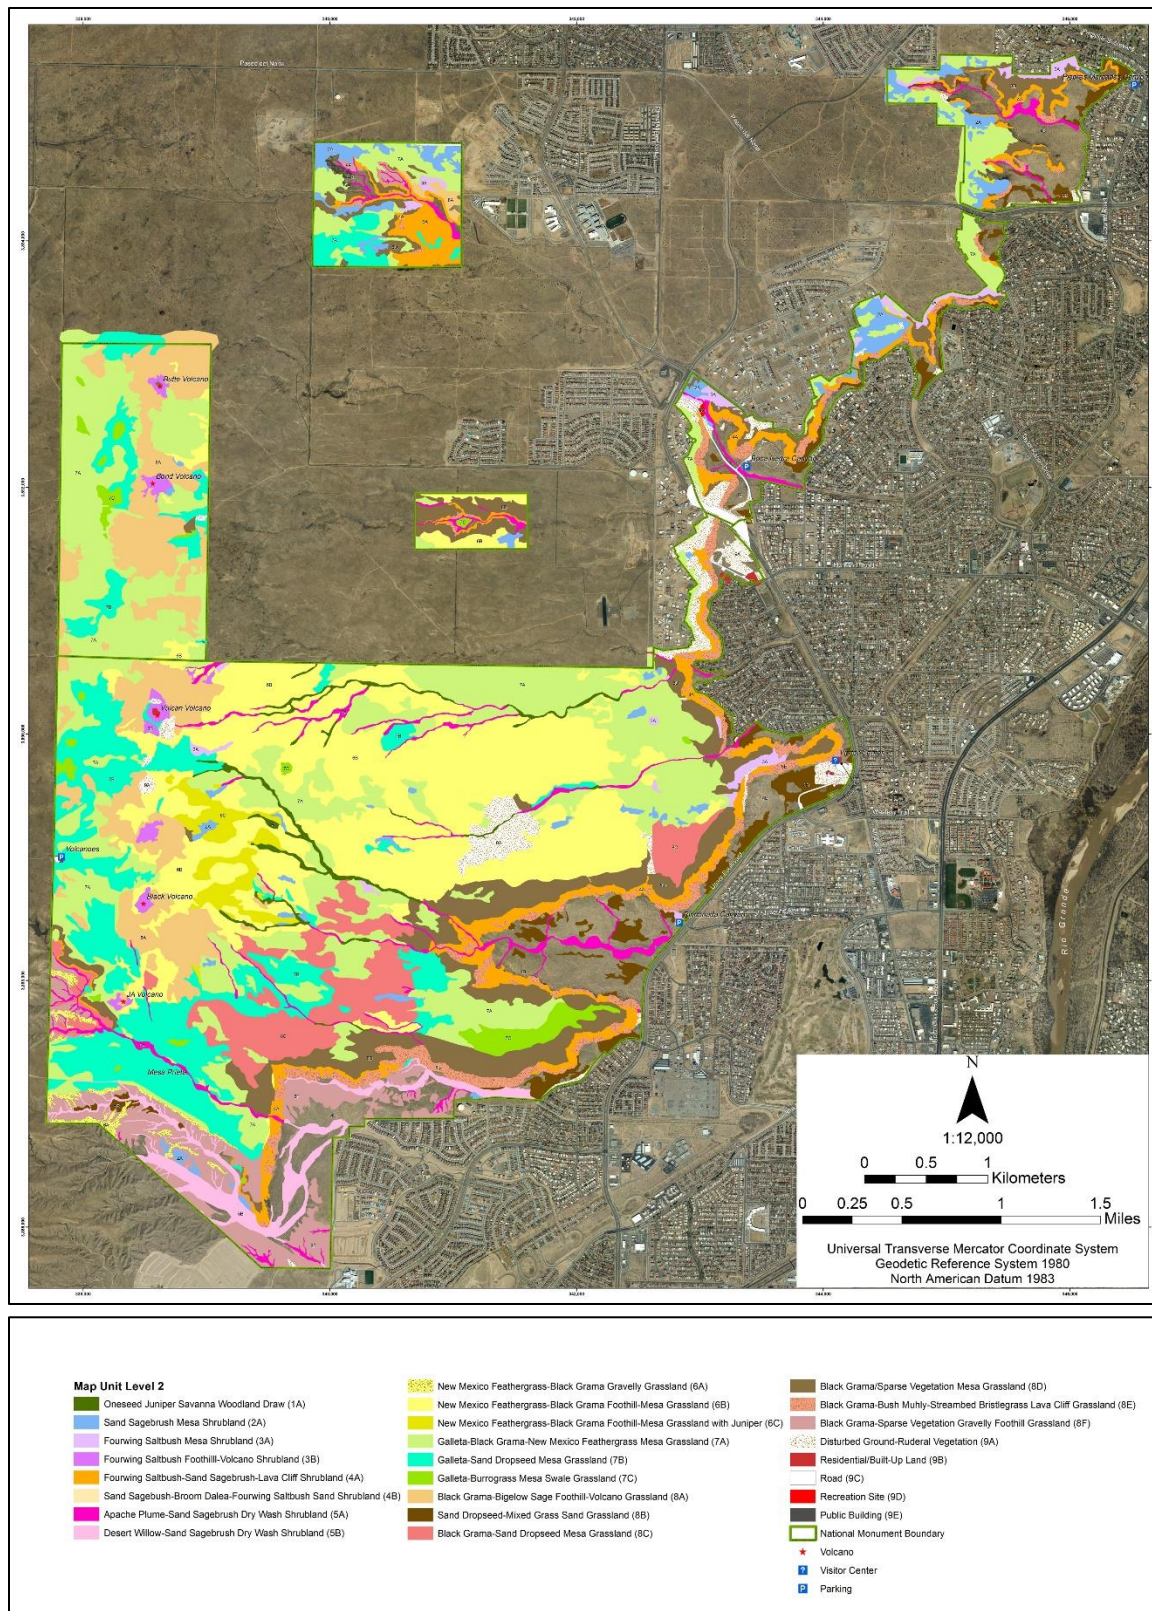 Paseo del Norte
Butte Volcano
Bond Volcano
Vulcan Volcano
Volcanoes
Black Volcano
JA Volcano
Mesa Prieta
Rio Grande
N
1:12,000
0 0.5 1
Kilometers
0 0.25 0.5 1 1.5
Miles
Universal Transverse Mercator Coordinate System
Geodetic Reference System 1980
North American Datum 1983
Map Unit Level 2
Oneseed Juniper Savanna Woodland Draw (1A)
Sand Sagebrush Mesa Shrubland (2A)
Fourwing Saltbush Mesa Shrubland (3A)
Fourwing Saltbush Foothilll-Volcano Shrubland (3B)
Fourwing Saltbush-Sand Sagebrush-Lava Cliff Shrubland (4A)
Sand Sagebush-Broom Dalea-Fourwing Saltbush Sand Shrubland (4B)
Apache Plume-Sand Sagebrush Dry Wash Shrubland (5A)
Desert Willow-Sand Sagebrush Dry Wash Shrubland (5B)
New Mexico Feathergrass-Black Grama Gravelly Grassland (6A)
New Mexico Feathergrass-Black Grama Foothill-Mesa Grassland (6B)
New Mexico Feathergrass-Black Grama Foothill-Mesa Grassland with Juniper (6C)
Galleta-Black Grama-New Mexico Feathergrass Mesa Grassland (7A)
Galleta-Sand Dropseed Mesa Grassland (7B)
Galleta-Burrograss Mesa Swale Grassland (7C)
Black Grama-Bigelow Sage Foothill-Volcano Grassland (8A)
Sand Dropseed-Mixed Grass Sand Grassland (8B)
Black Grama-Sand Dropseed Mesa Grassland (8C)
Black Grama/Sparse Vegetation Mesa Grassland (8D)
Black Grama-Bush Muhly-Streambed Bristlegrass Lava Cliff Grassland (8E)
Black Grama-Sparse Vegetation Gravelly Foothill Grassland (8F)
Disturbed Ground-Ruderal Vegetation (9A)
Residential/Built-Up Land (9B)
Road (9C)
Recreation Site (9D)
Public Building (9E)
National Monument Boundary
Volcano
Visitor Center
Parking